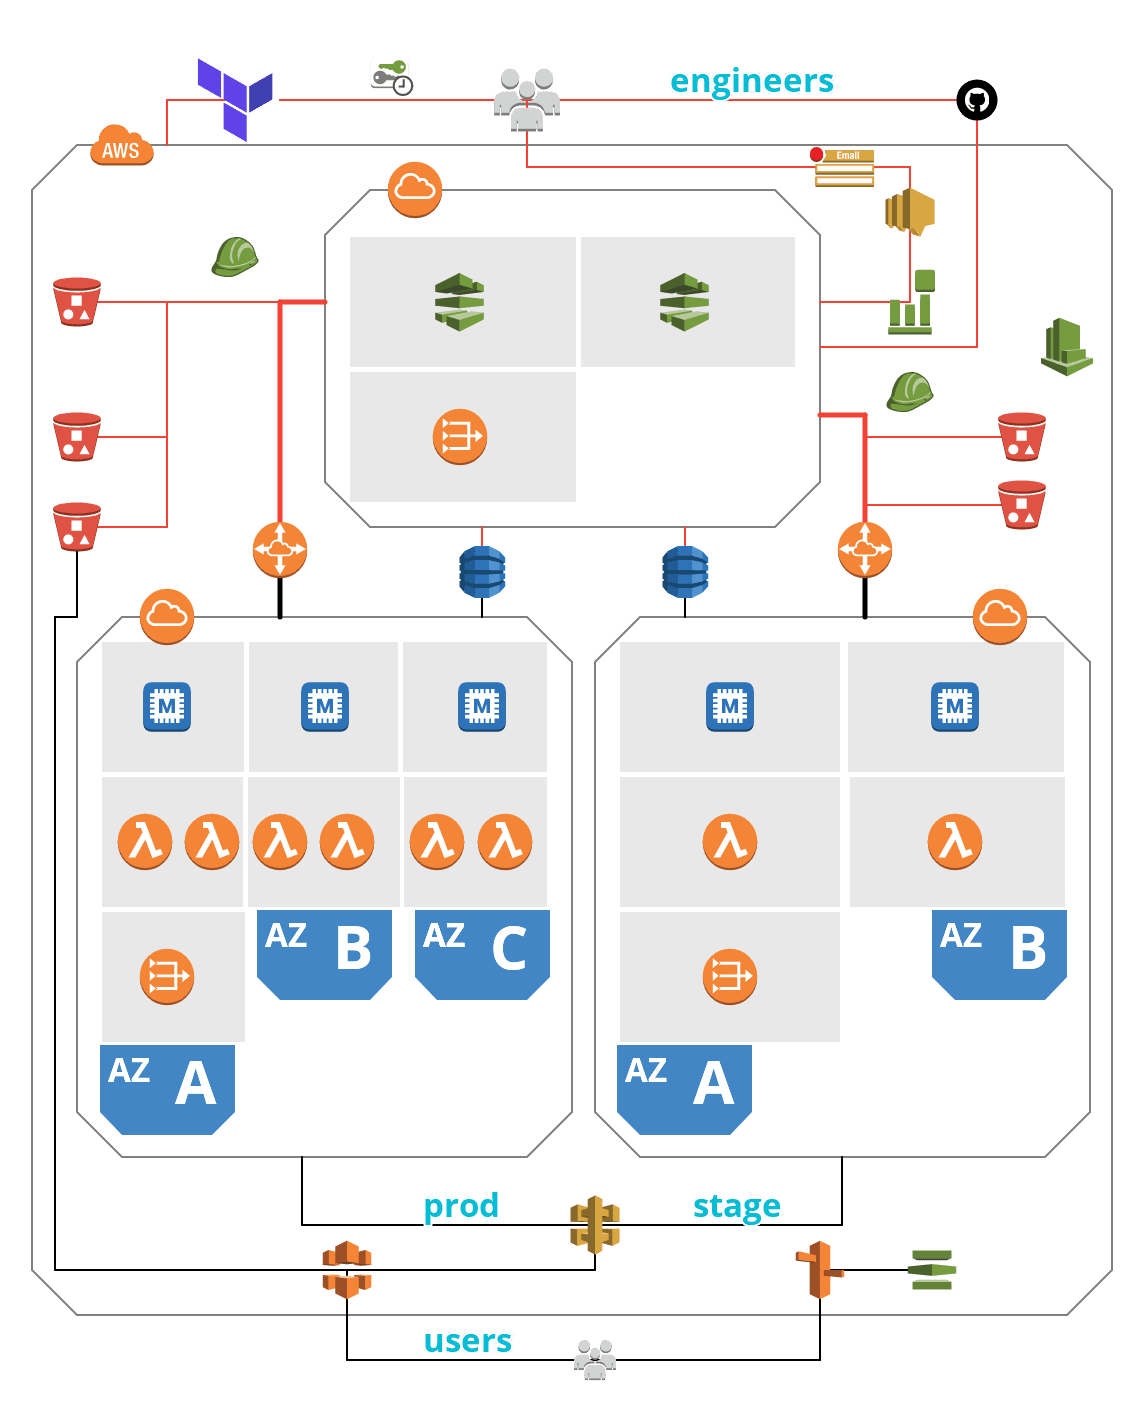 engineers
AWS
Email
M
M
M
M
M
λ
λ
λ
λ
λ
λ
λ
λ
AZ B
AZ C
AZ B
AZ A
AZ A
prod
stage
users